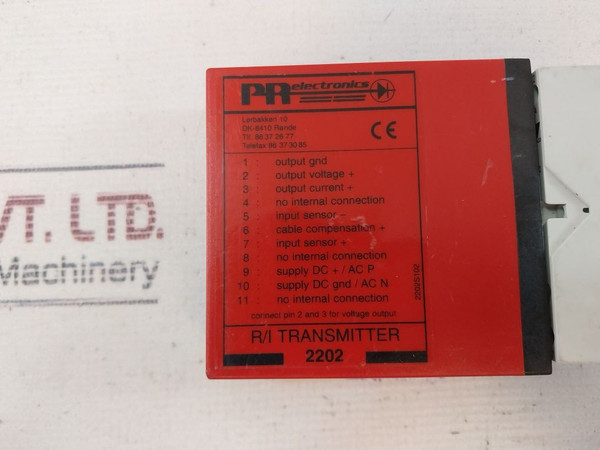 PR electronics
Lerbakken 10
DK-8410 Rønde
Tlf. 86 37 26 77
Telefax 86 37 30 85
CE
1 : output gnd
2 : output voltage +
3 : output current +
4 : no internal connection
5 : input sensor -
6 : cable compensation +
7 : input sensor +
8 : no internal connection
9 : supply DC + / AC P
10 : supply DC gnd / AC N
11 : no internal connection
connect pin 2 and 3 for voltage output
R/I TRANSMITTER
2202
VT. LTD.
Machinery